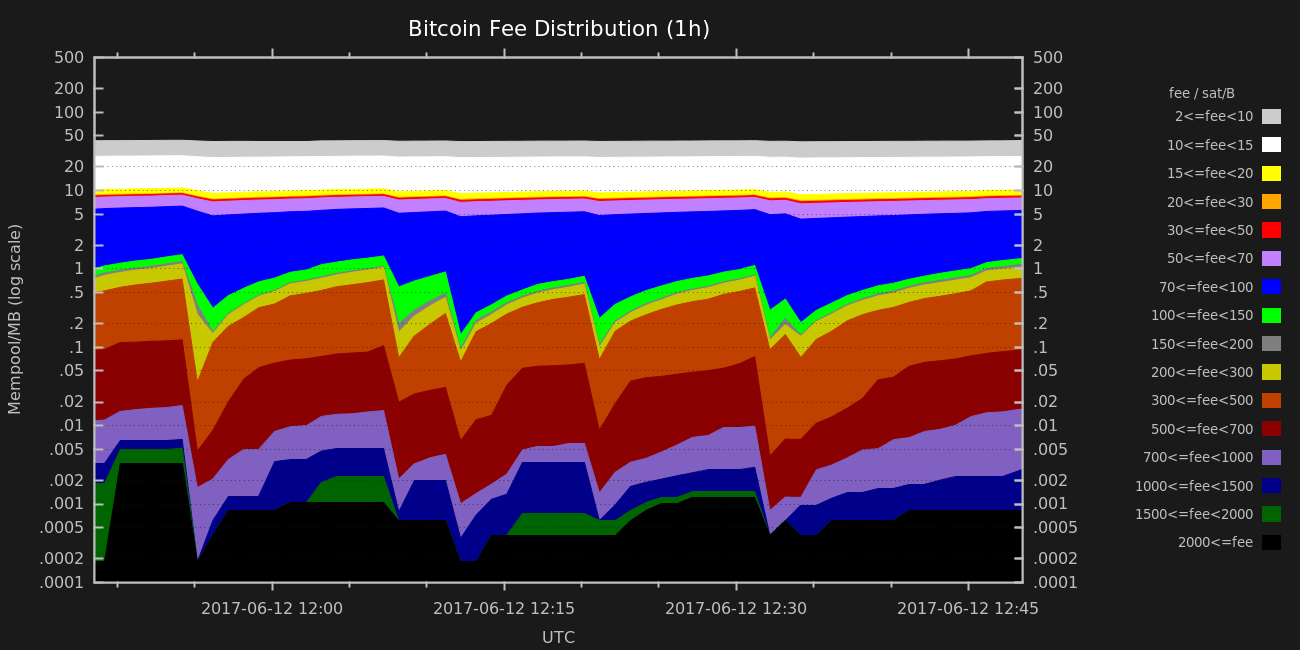 Bitcoin Fee Distribution (1h)
500 500
200 200
100 100
50 50
20 20
10 10
5 5
2 2
1 1
.5 .5
.2 .2
.1 .1
.05 .05
.02 .02
.01 .01
.005 .005
.002 .002
.001 .001
.0005 .0005
.0002 .0002
.0001 .0001
Mempool/MB (log scale)
2017-06-12 12:00 2017-06-12 12:15 2017-06-12 12:30 2017-06-12 12:45
UTC
fee / sat/B
2<=fee<10
10<=fee<15
15<=fee<20
20<=fee<30
30<=fee<50
50<=fee<70
70<=fee<100
100<=fee<150
150<=fee<200
200<=fee<300
300<=fee<500
500<=fee<700
700<=fee<1000
1000<=fee<1500
1500<=fee<2000
2000<=fee